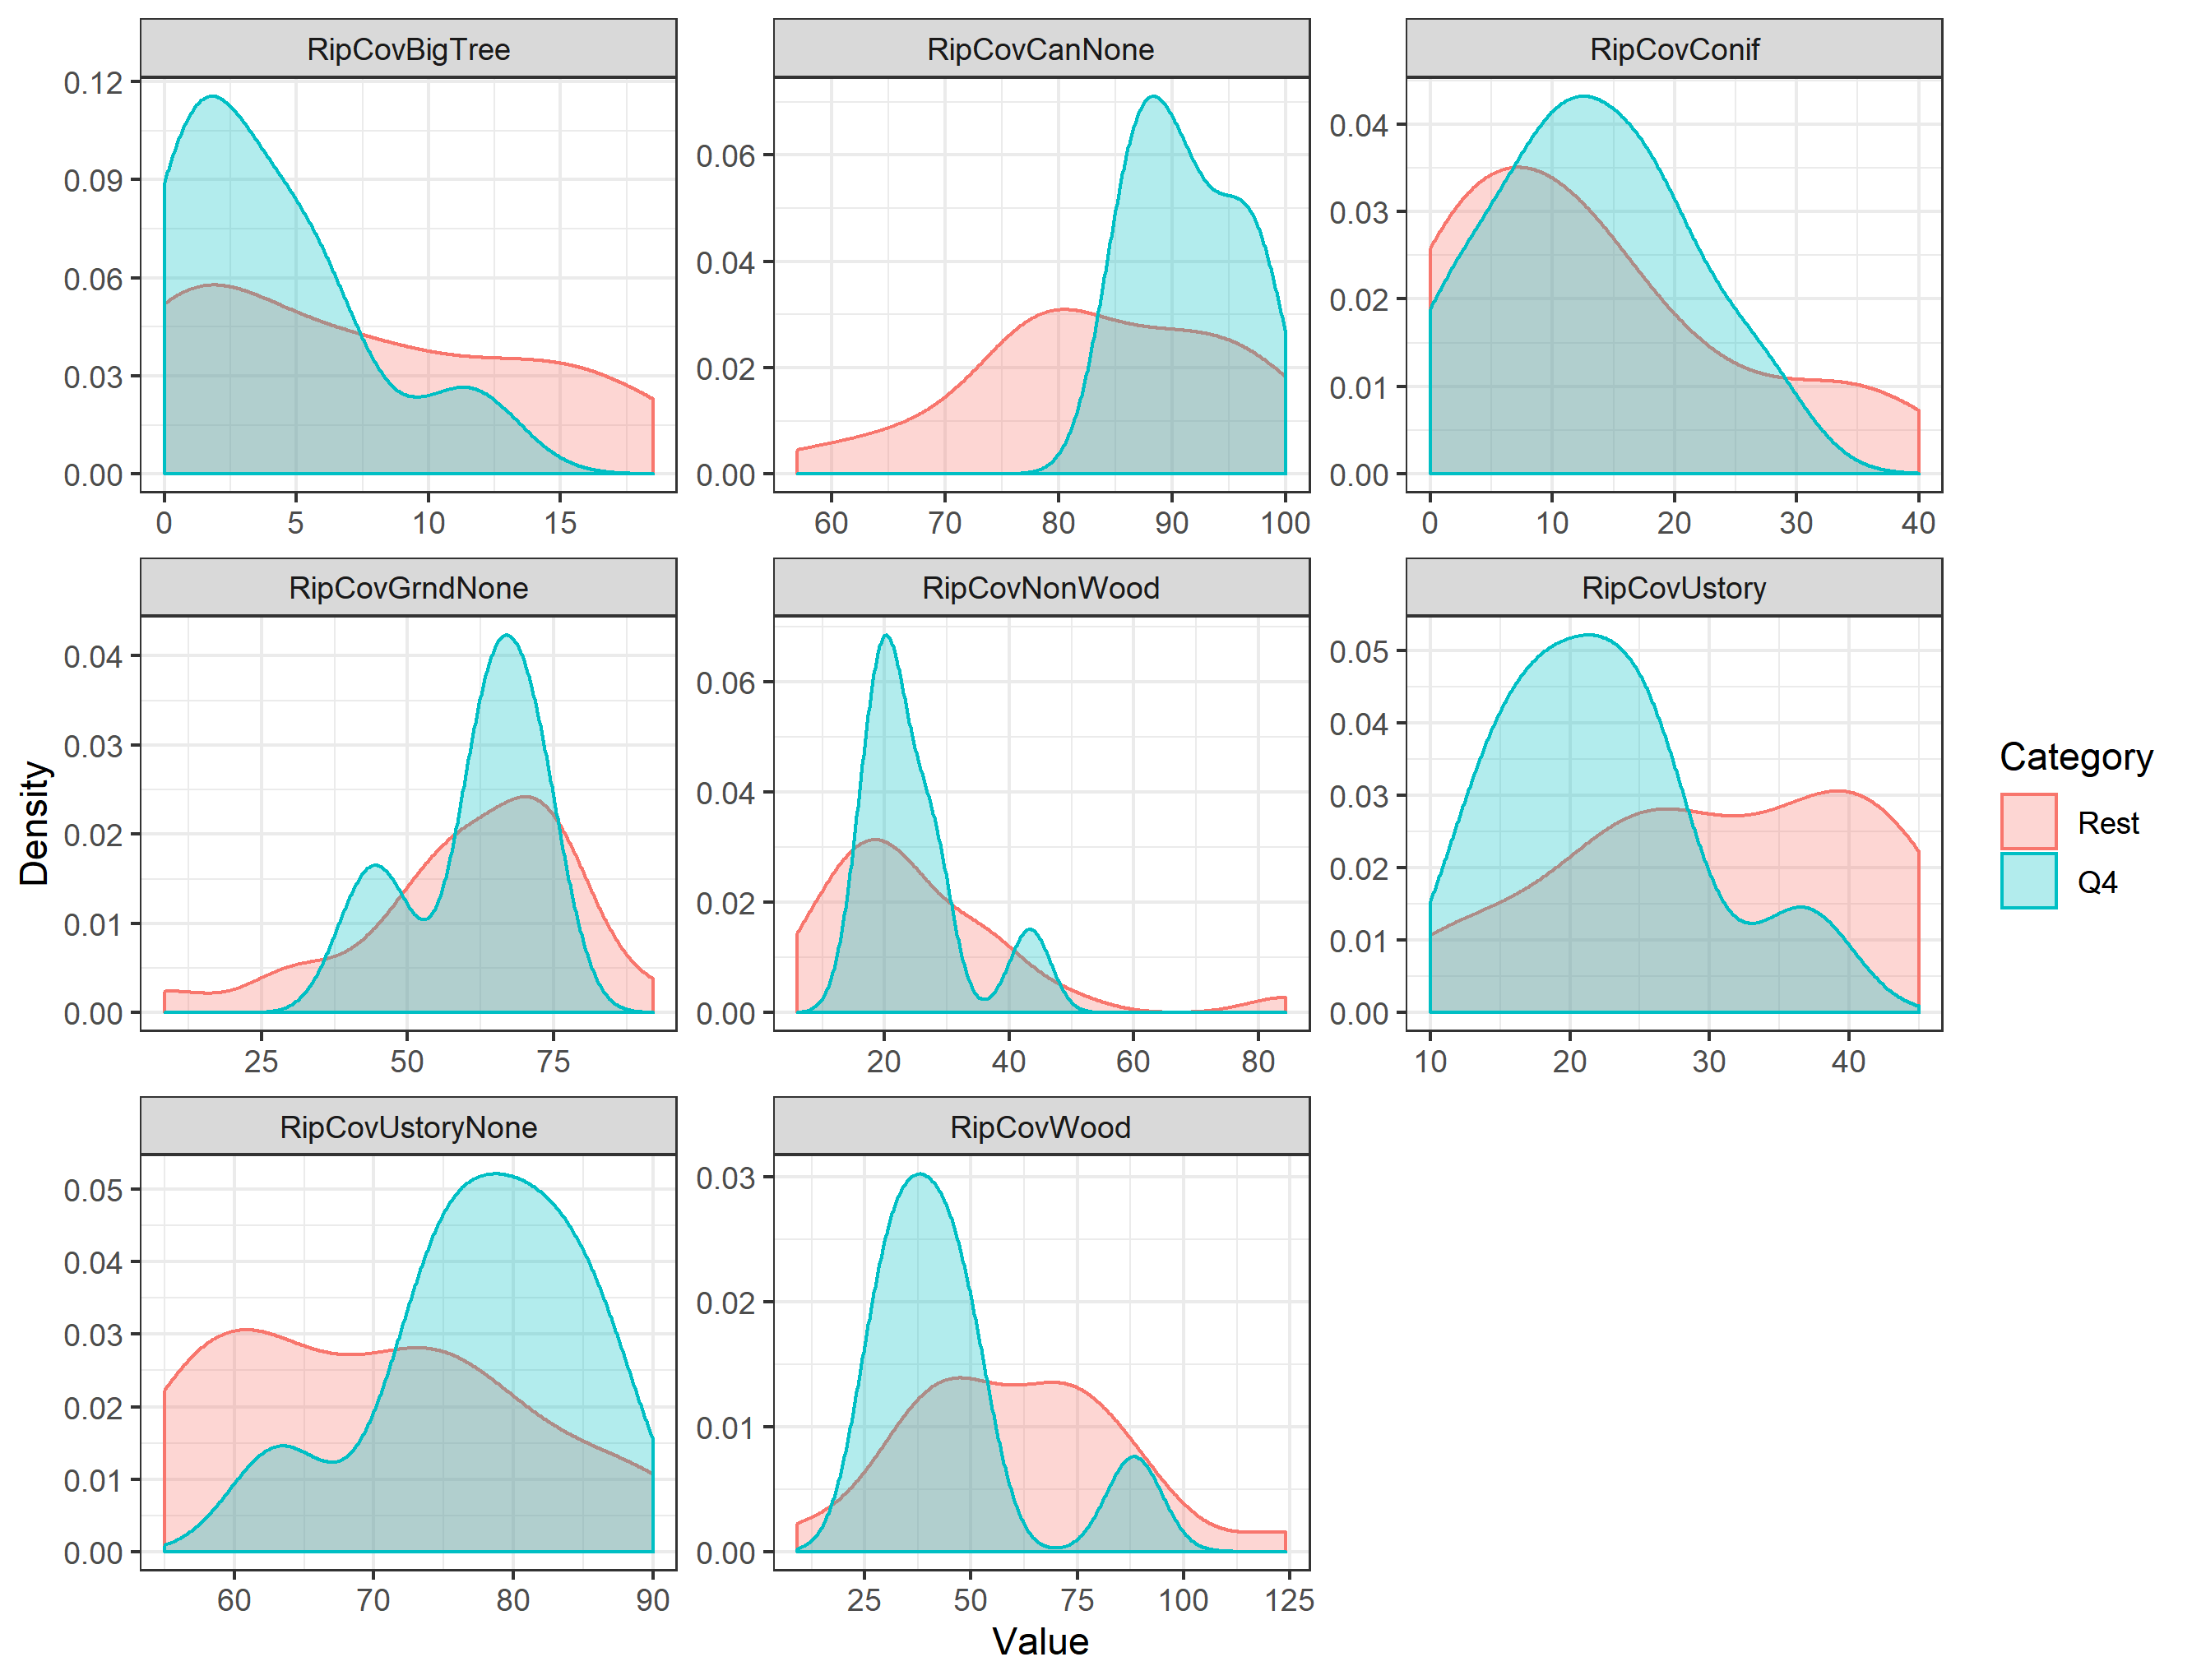 RipCovBigTree RipCovCanNone RipCovConif
0.12 0.09 0.06 0.03 0.00
0 5 10 15
0.06 0.04 0.02 0.00
60 70 80 90 100
0.04 0.03 0.02 0.01 0.00
0 10 20 30 40
RipCovGrndNone RipCovNonWood RipCovUstory
0.04 0.03 0.02 0.01 0.00
25 50 75
0.06 0.04 0.02 0.00
20 40 60 80
0.05 0.04 0.03 0.02 0.01 0.00
10 20 30 40
RipCovUstoryNone RipCovWood
0.05 0.04 0.03 0.02 0.01 0.00
60 70 80 90
0.03 0.02 0.01 0.00
25 50 75 100 125
Density
Value
Category
Rest
Q4